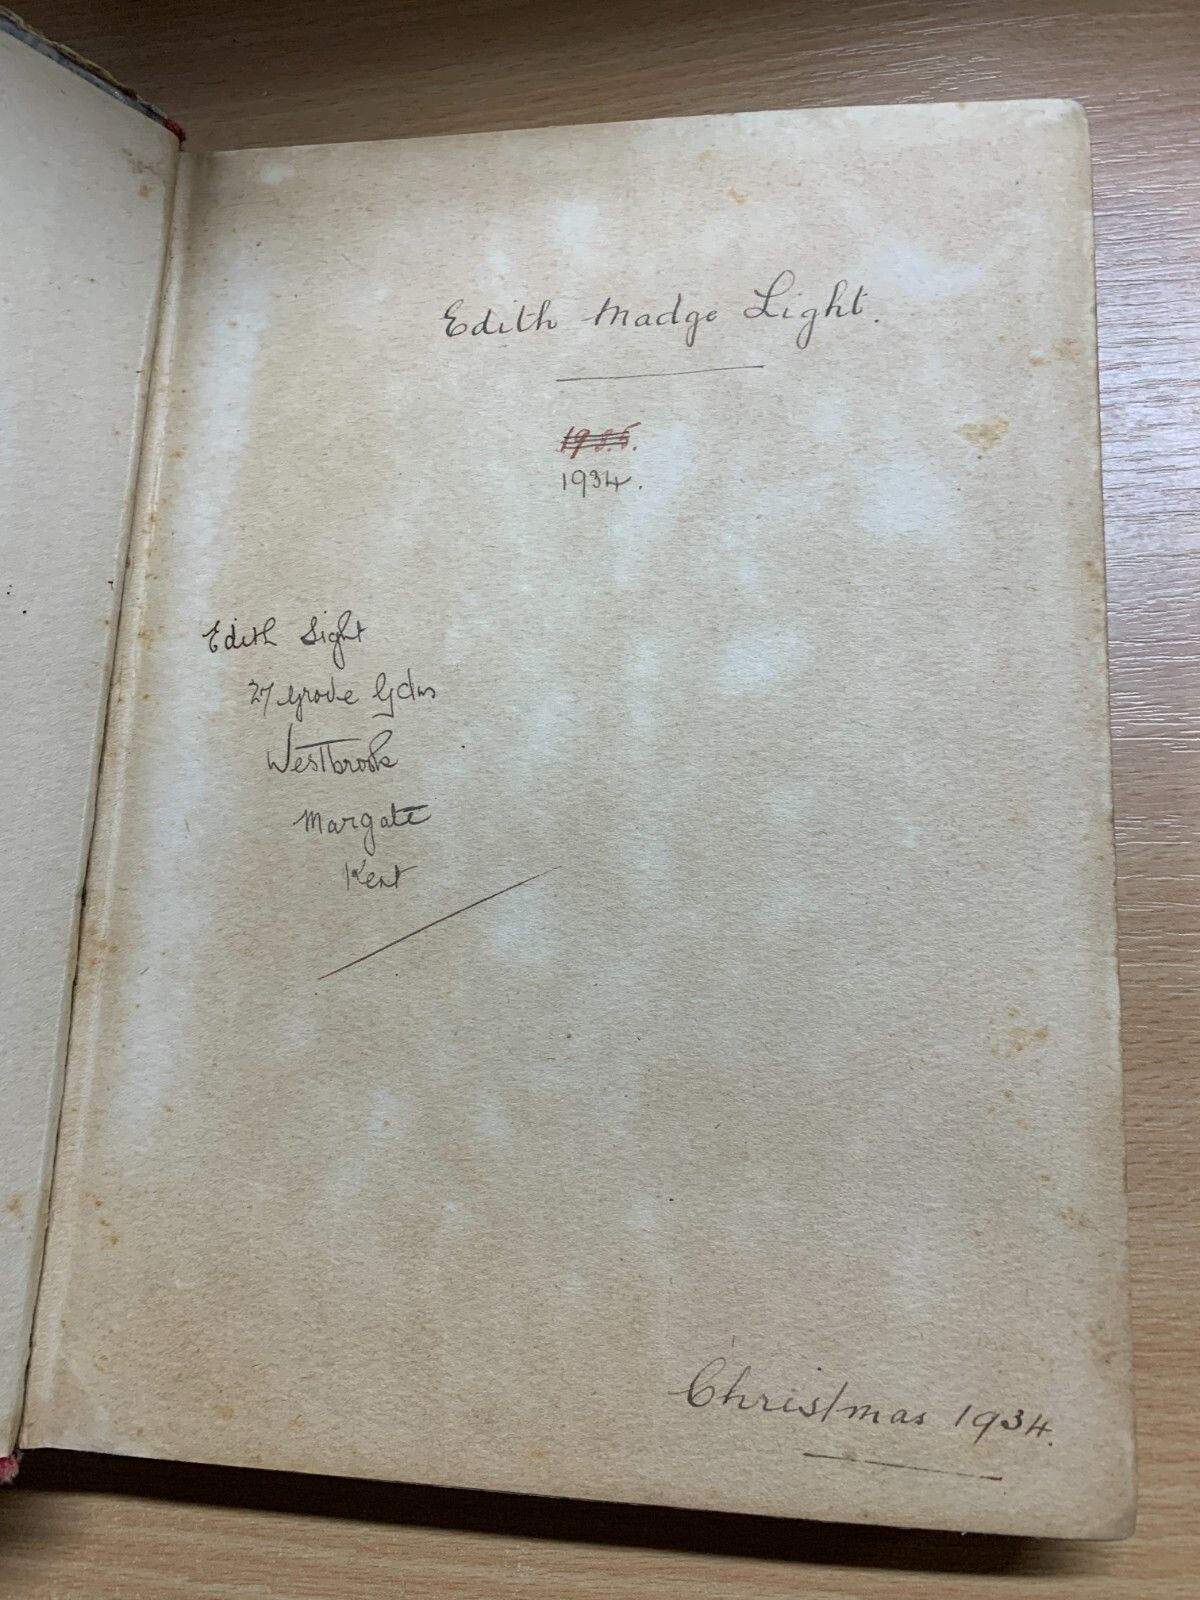 Edith Madge Light.
1934.
Edith Light
27 Grove Gdns
Westbrook
Margate
Kent
Christmas 1934.